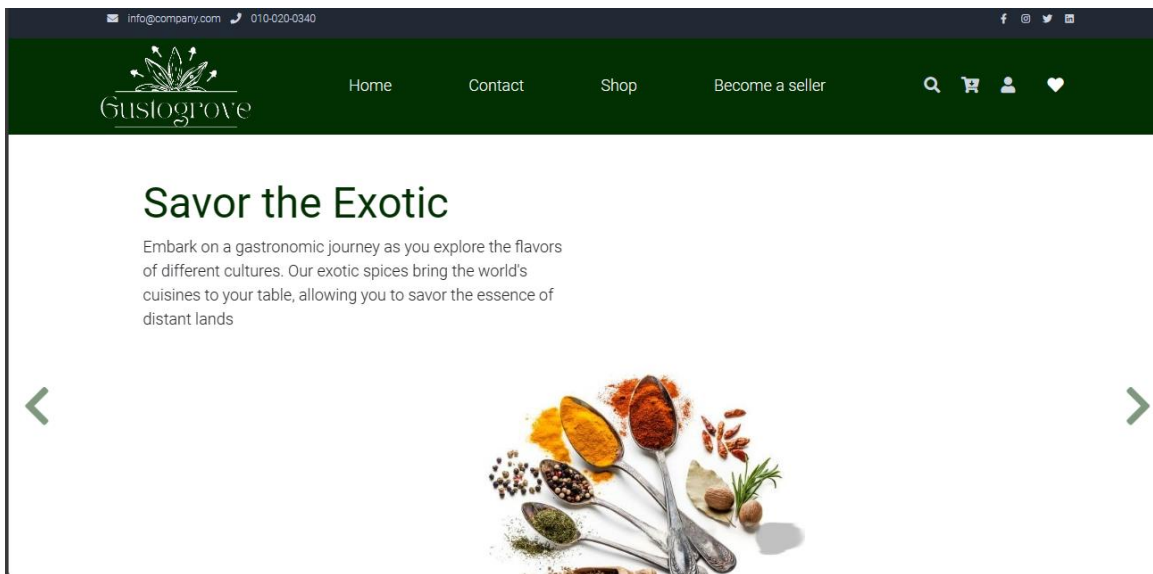 info@company.com 010-020-0340
Gustogrove
Home Contact Shop Become a seller
Savor the Exotic
Embark on a gastronomic journey as you explore the flavors
of different cultures. Our exotic spices bring the world's
cuisines to your table, allowing you to savor the essence of
distant lands